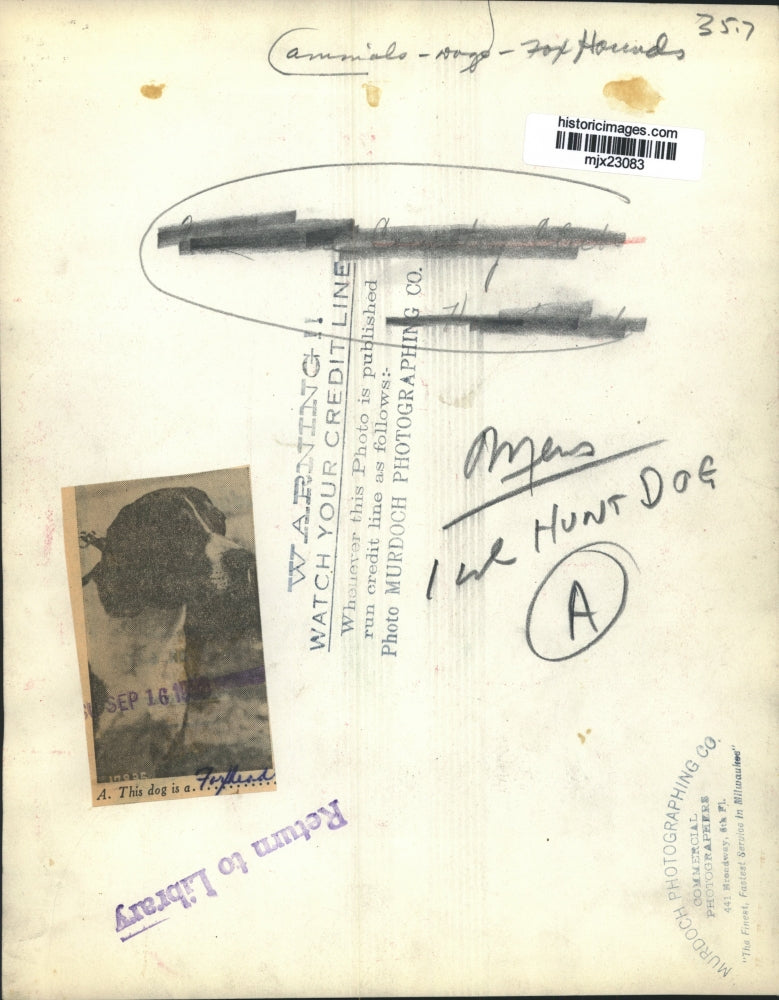 357
animals - Dogs - Fox Hounds
historicimages.com
mjx23083
WARNING!!
WATCH YOUR CREDIT LINE
Whenever this Photo is published
run credit line as follows:-
Photo MURDOCH PHOTOGRAPHING CO.
Myers
HUNT DOG
A
SEP 16
17935
A. This dog is a. Foxhound
Return to Library
MURDOCH PHOTOGRAPHING CO.
COMMERCIAL
PHOTOGRAPHERS
441 Broadway, 6th Fl.
"The Finest, Fastest Service in Milwaukee"